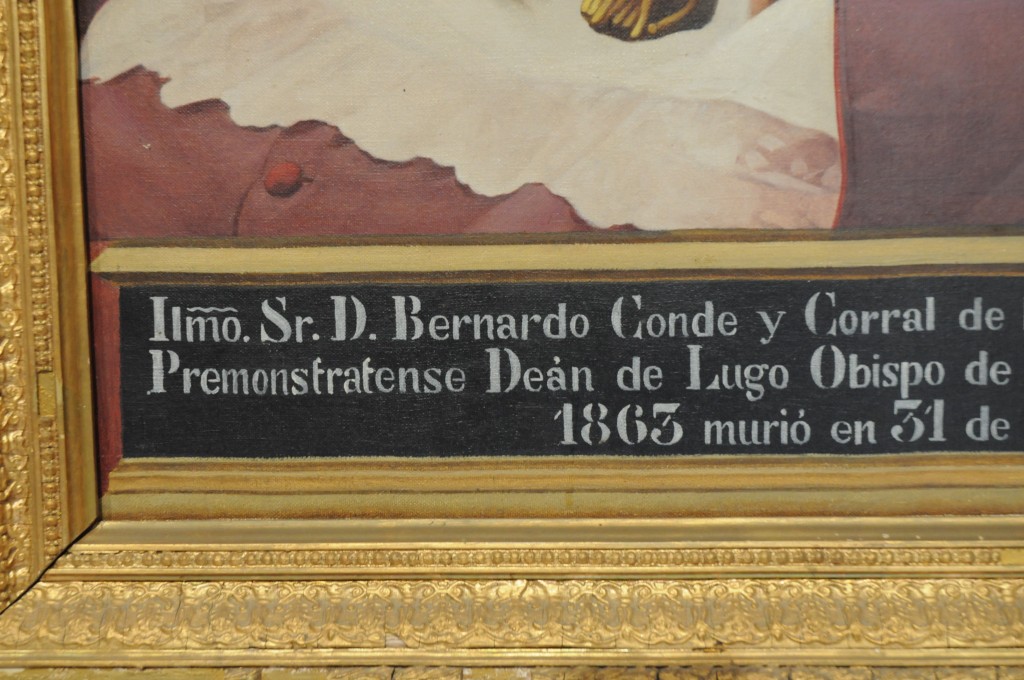 Ilmo. Sr. D. Bernardo Conde y Corral de
Premonstratense Deán de Lugo Obispo de
1863 murió en 31 de